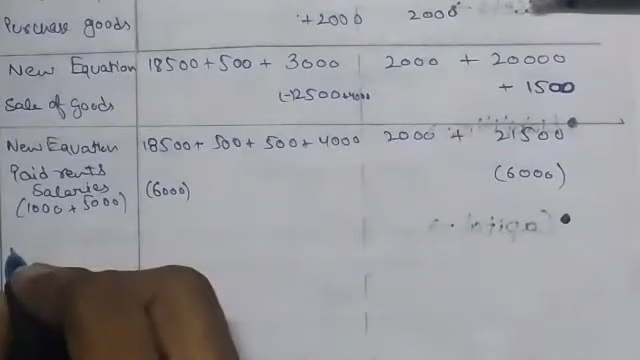 Purchase goods +2000 2000
New Equation 18500+500+ 3000 2000 + 20000
Sale of goods (-2500+4000 + 1500
New Equation 18500+ 500+ 500+ 4000 2000 + 21500
Paid rents (6000)
Salaries (6000)
(1000 + 5000)